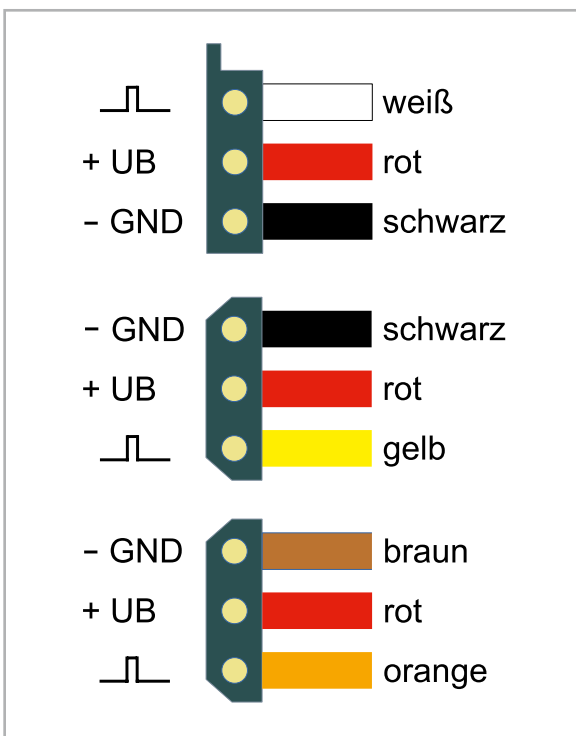 weiß
+ UB rot
− GND schwarz
− GND schwarz
+ UB rot
gelb
− GND braun
+ UB rot
orange